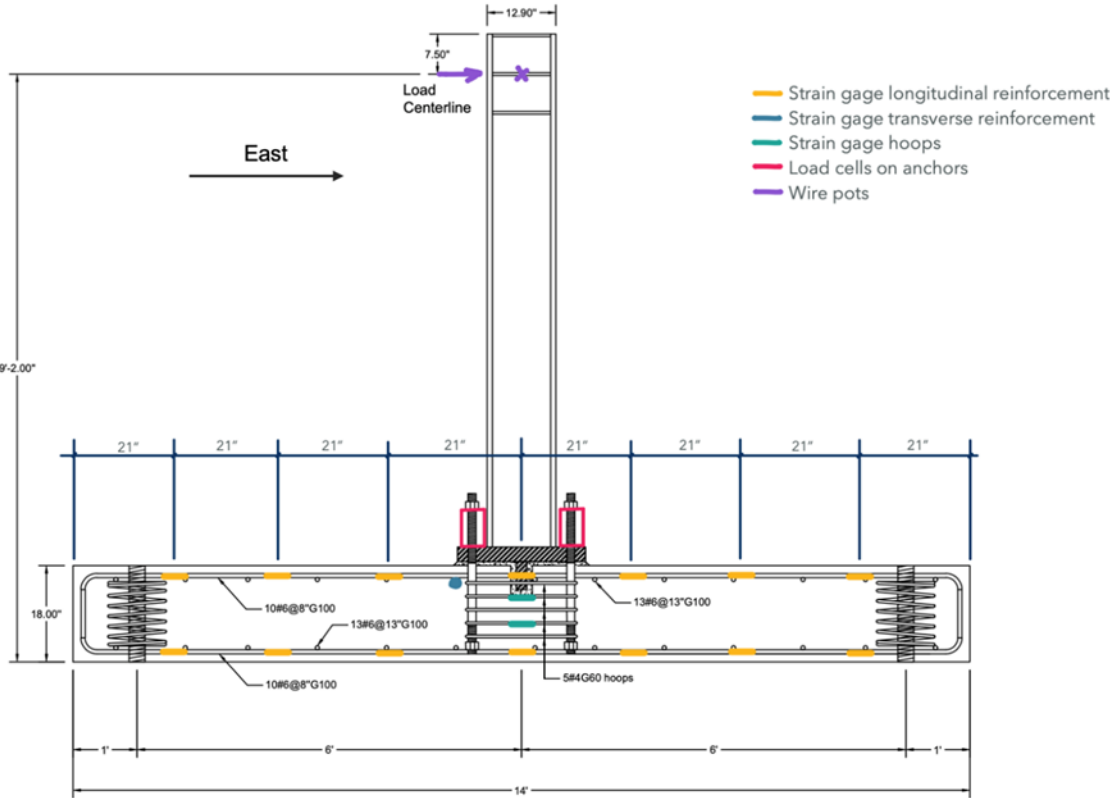 12.90"
7.50"
Load
Centerline
East
Strain gage longitudinal reinforcement
Strain gage transverse reinforcement
Strain gage hoops
Load cells on anchors
Wire pots
9'-2.00"
21"
21"
21"
21"
21"
21"
21"
21"
18.00"
10#6@8"G100
13#6@13"G100
13#6@13"G100
10#6@8"G100
5#4G60 hoops
1'
6'
6'
1'
14'